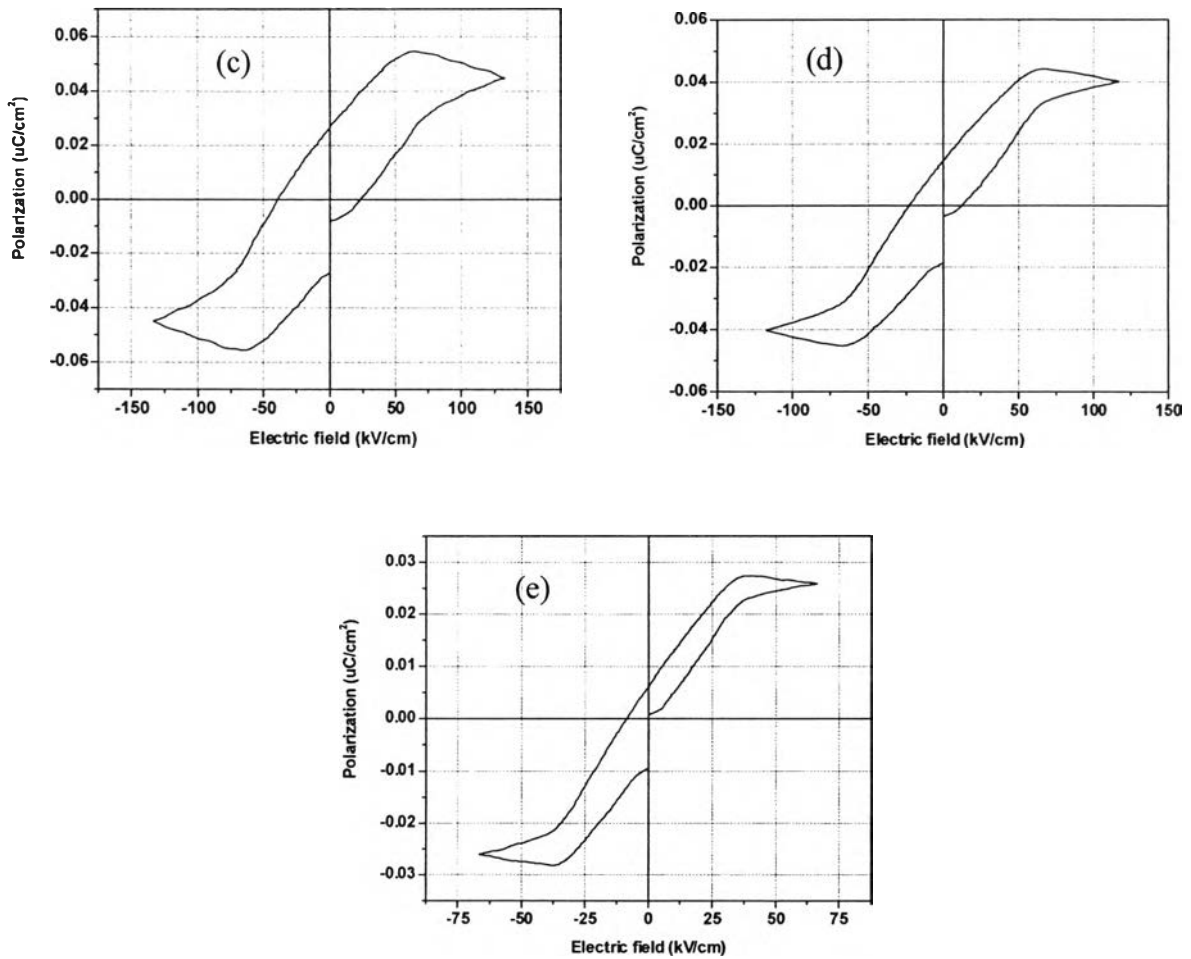 (c)
Polarization (uC/cm²)
0.06
0.04
0.02
0.00
-0.02
-0.04
-0.06
-150 -100 -50 0 50 100 150
Electric field (kV/cm)
(d)
Polarization (uC/cm²)
0.06
0.04
0.02
0.00
-0.02
-0.04
-0.06
-150 -100 -50 0 50 100 150
Electric field (kV/cm)
(e)
Polarization (uC/cm²)
0.03
0.02
0.01
0.00
-0.01
-0.02
-0.03
-75 -50 -25 0 25 50 75
Electric field (kV/cm)